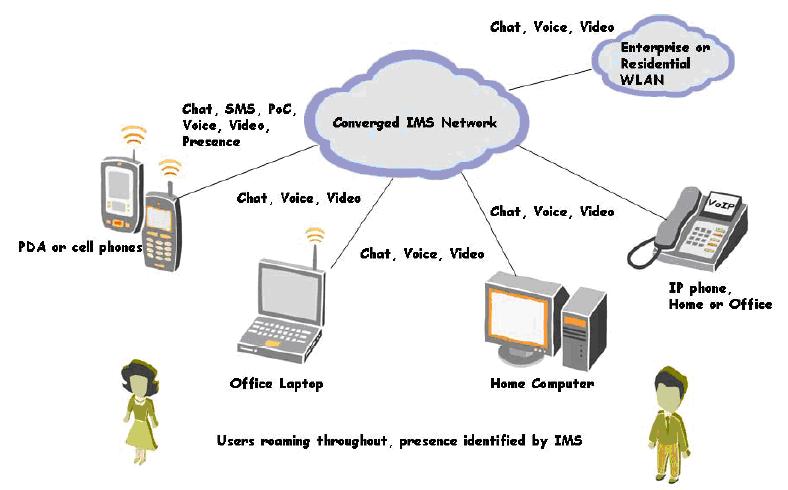 Chat, Voice, Video
Enterprise or
Residential
WLAN
Converged IMS Network
Chat, SMS, PoC,
Voice, Video,
Presence
PDA or cell phones
Chat, Voice, Video
Chat, Voice, Video
Chat, Voice, Video
VoIP
IP phone,
Home or Office
Office Laptop
Home Computer
Users roaming throughout, presence identified by IMS